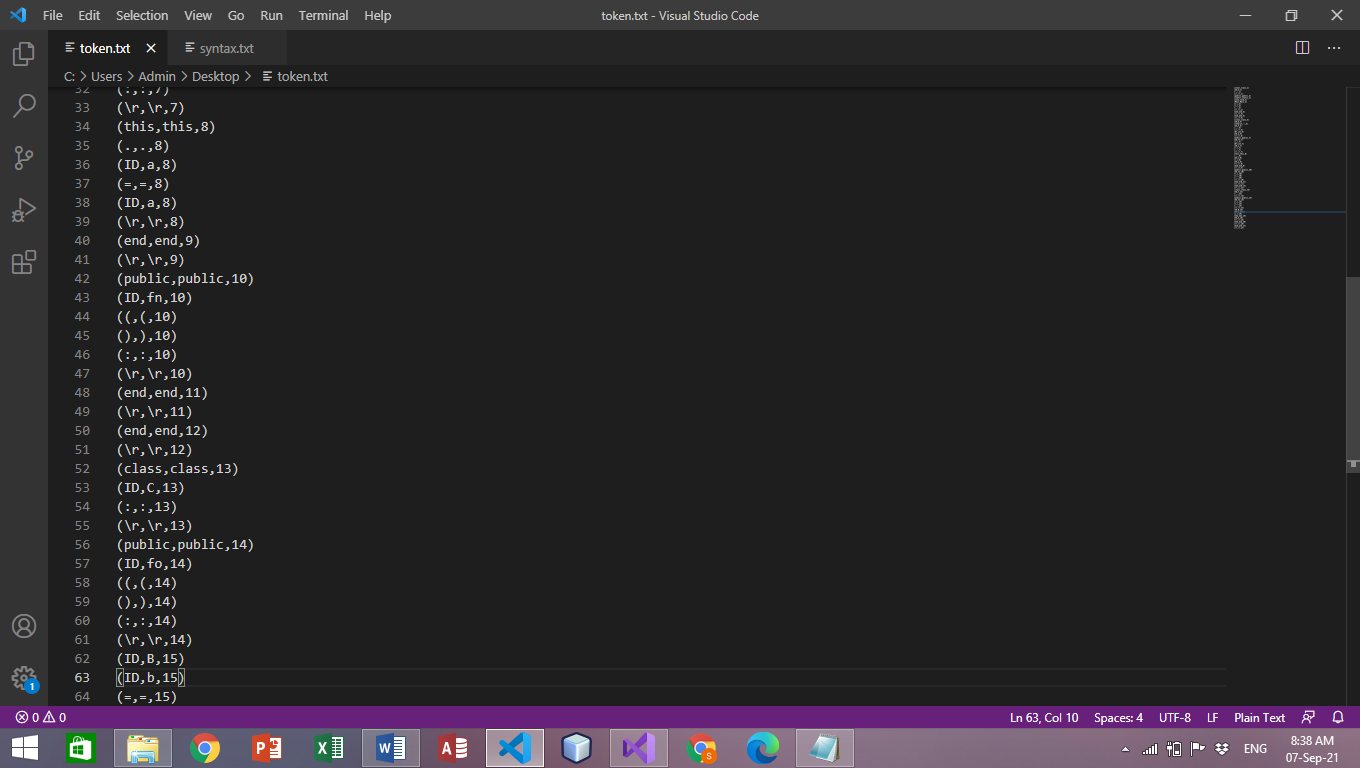 File Edit Selection View Go Run Terminal Help token.txt - Visual Studio Code
token.txt syntax.txt
C: > Users > Admin > Desktop > token.txt
32 (:,:,7)
33 (\r,\r,7)
34 (this,this,8)
35 (.,.,8)
36 (ID,a,8)
37 (=,=,8)
38 (ID,a,8)
39 (\r,\r,8)
40 (end,end,9)
41 (\r,\r,9)
42 (public,public,10)
43 (ID,fn,10)
44 ((,(,10)
45 (),),10)
46 (:,:,10)
47 (\r,\r,10)
48 (end,end,11)
49 (\r,\r,11)
50 (end,end,12)
51 (\r,\r,12)
52 (class,class,13)
53 (ID,C,13)
54 (:,:,13)
55 (\r,\r,13)
56 (public,public,14)
57 (ID,fo,14)
58 ((,(,14)
59 (),),14)
60 (:,:,14)
61 (\r,\r,14)
62 (ID,B,15)
63 (ID,b,15)
64 (=,=,15)
1
0 0 Ln 63, Col 10 Spaces: 4 UTF-8 LF Plain Text
ENG 8:38 AM
07-Sep-21